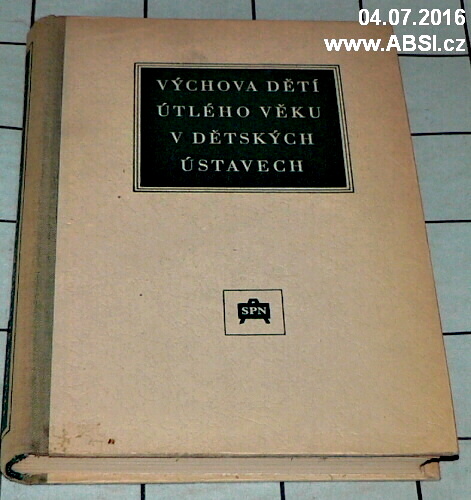 04.07.2016
www.ABSI.cz
VÝCHOVA DĚTÍ
ÚTLÉHO VĚKU
V DĚTSKÝCH
ÚSTAVECH
SPN